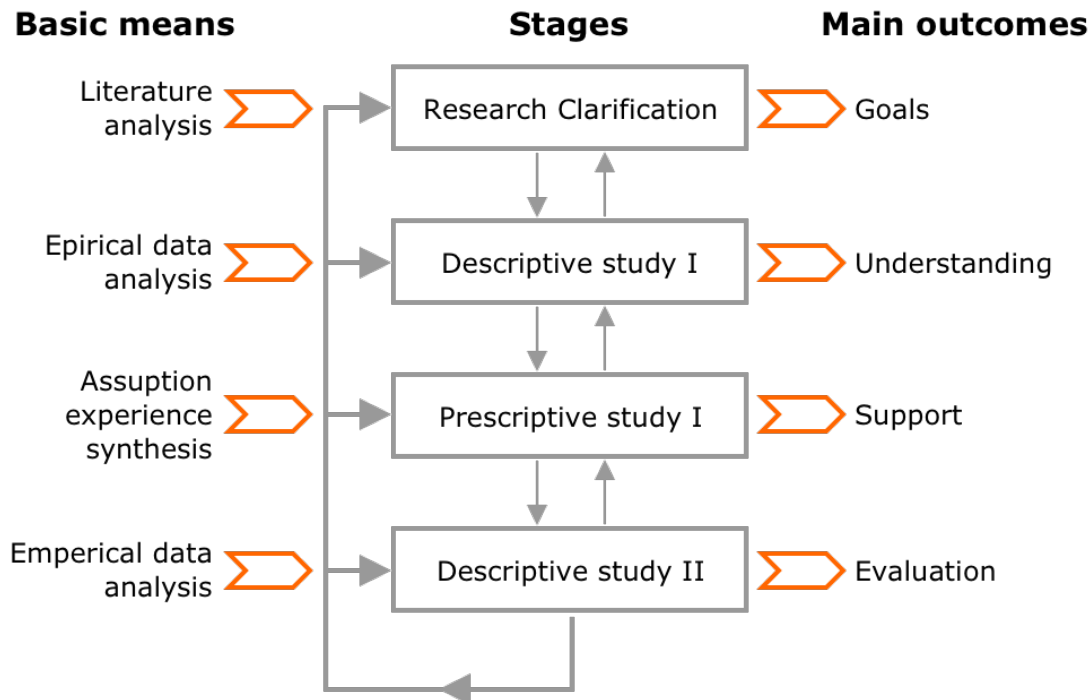 Basic means
Stages
Main outcomes
Literature
analysis
Research Clarification
Goals
Epirical data
analysis
Descriptive study I
Understanding
Assuption
experience
synthesis
Prescriptive study I
Support
Emperical data
analysis
Descriptive study II
Evaluation